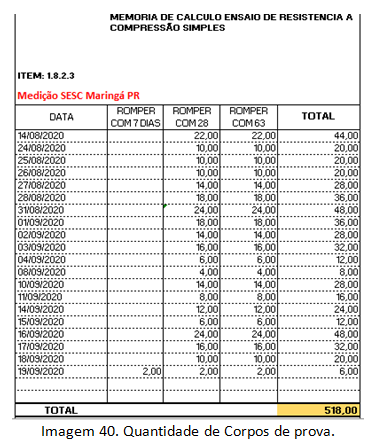 MEMORIA DE CALCULO ENSAIO DE RESISTENCIA A
COMPRESSÃO SIMPLES
ITEM: 1.8.2.3
Medição SESC Maringá PR
DATA ROMPER COM 7 DIAS ROMPER COM 28 ROMPER COM 63 TOTAL
14/08/2020 22,00 22,00 44,00
24/08/2020 10,00 10,00 20,00
25/08/2020 10,00 10,00 20,00
26/08/2020 10,00 10,00 20,00
27/08/2020 14,00 14,00 28,00
28/08/2020 18,00 18,00 36,00
31/08/2020 24,00 24,00 48,00
01/09/2020 18,00 18,00 36,00
02/09/2020 14,00 14,00 28,00
03/09/2020 16,00 16,00 32,00
04/09/2020 6,00 6,00 12,00
08/09/2020 4,00 4,00 8,00
10/09/2020 14,00 14,00 28,00
11/09/2020 8,00 8,00 16,00
14/09/2020 12,00 12,00 24,00
15/09/2020 6,00 6,00 12,00
16/09/2020 24,00 24,00 48,00
17/09/2020 16,00 16,00 32,00
18/09/2020 10,00 10,00 20,00
19/09/2020 2,00 2,00 2,00 6,00
TOTAL 518,00
Imagem 40. Quantidade de Corpos de prova.